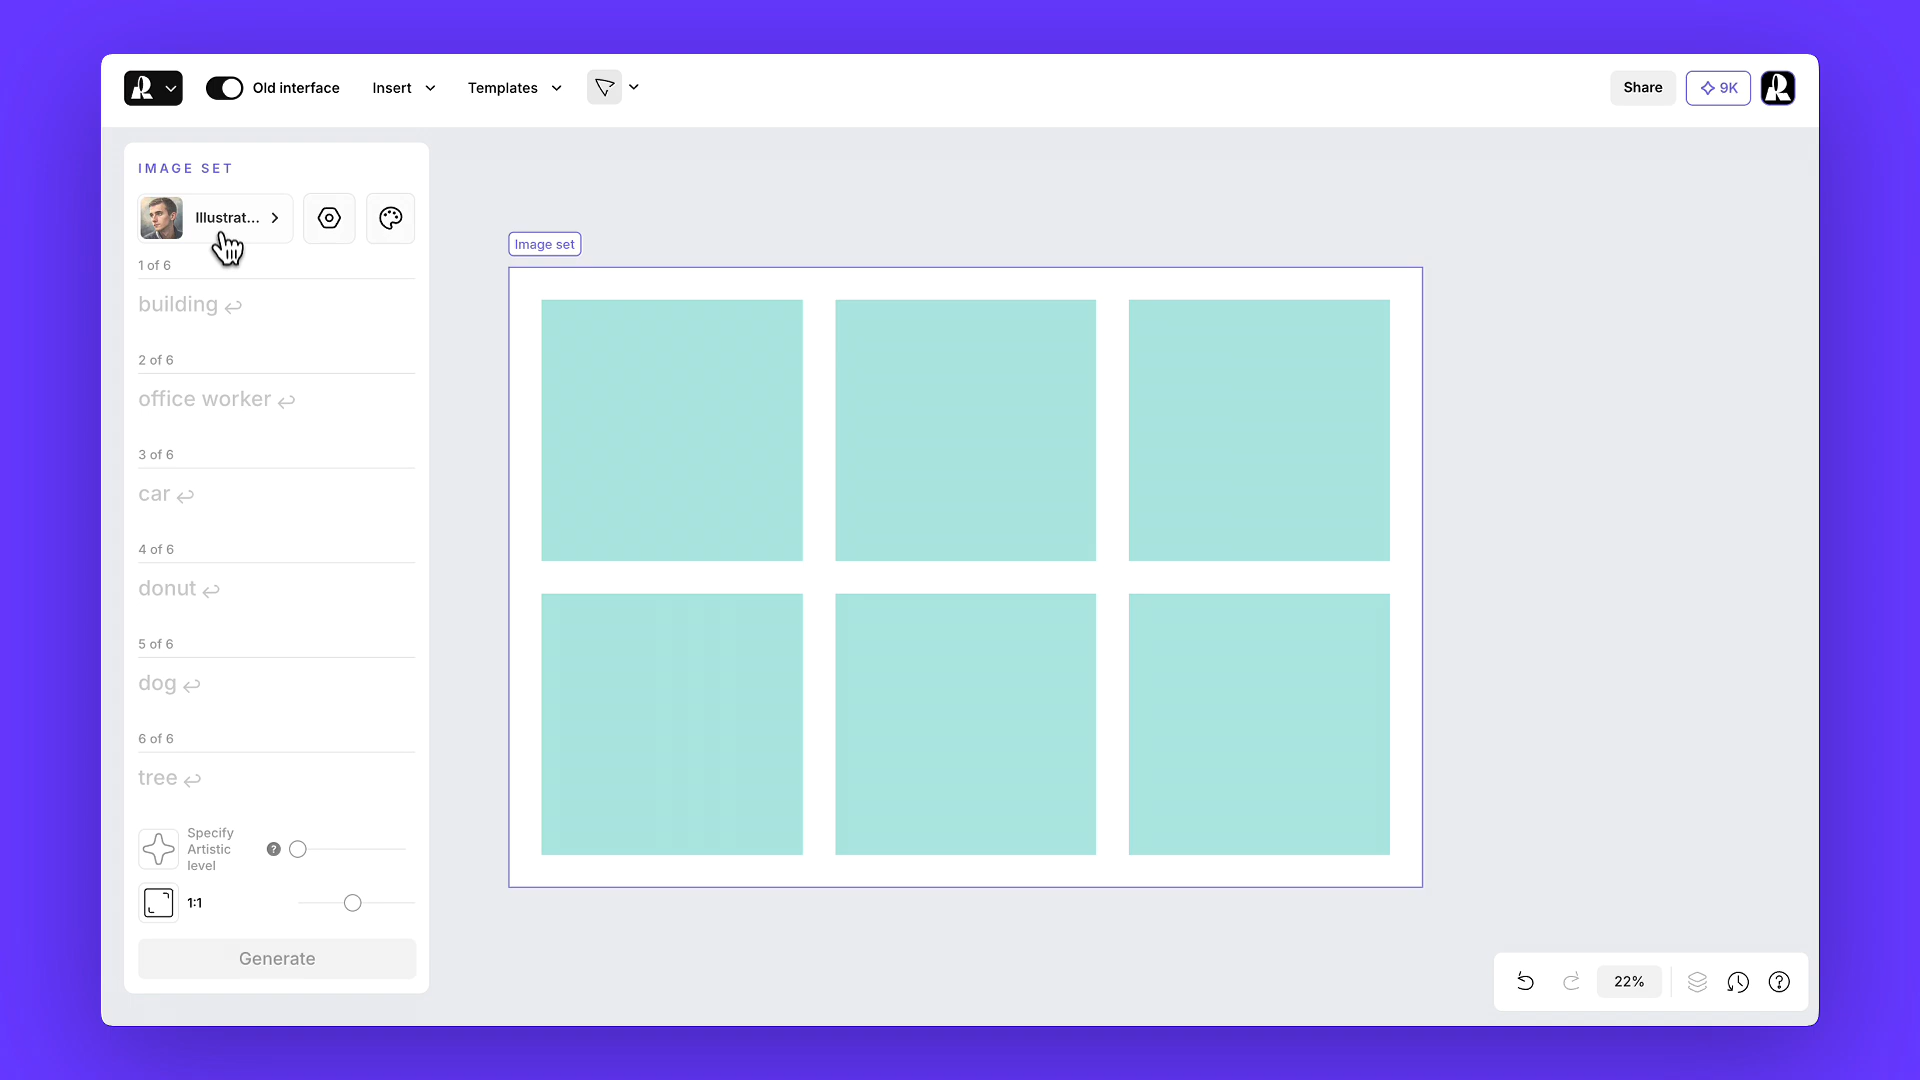 Old interface
Insert
Templates
Share
9K
IMAGE SET
Illustrat...
1 of 6
building
2 of 6
office worker
3 of 6
car
4 of 6
donut
5 of 6
dog
6 of 6
tree
Specify
Artistic
level
?
1:1
Generate
Image set
22%
?